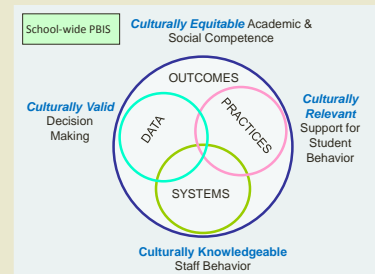 School-wide PBIS
Culturally Equitable Academic &
Social Competence
OUTCOMES
Culturally Valid
Decision
Making
DATA
PRACTICES
Culturally
Relevant
Support for
Student
Behavior
SYSTEMS
Culturally Knowledgeable
Staff Behavior